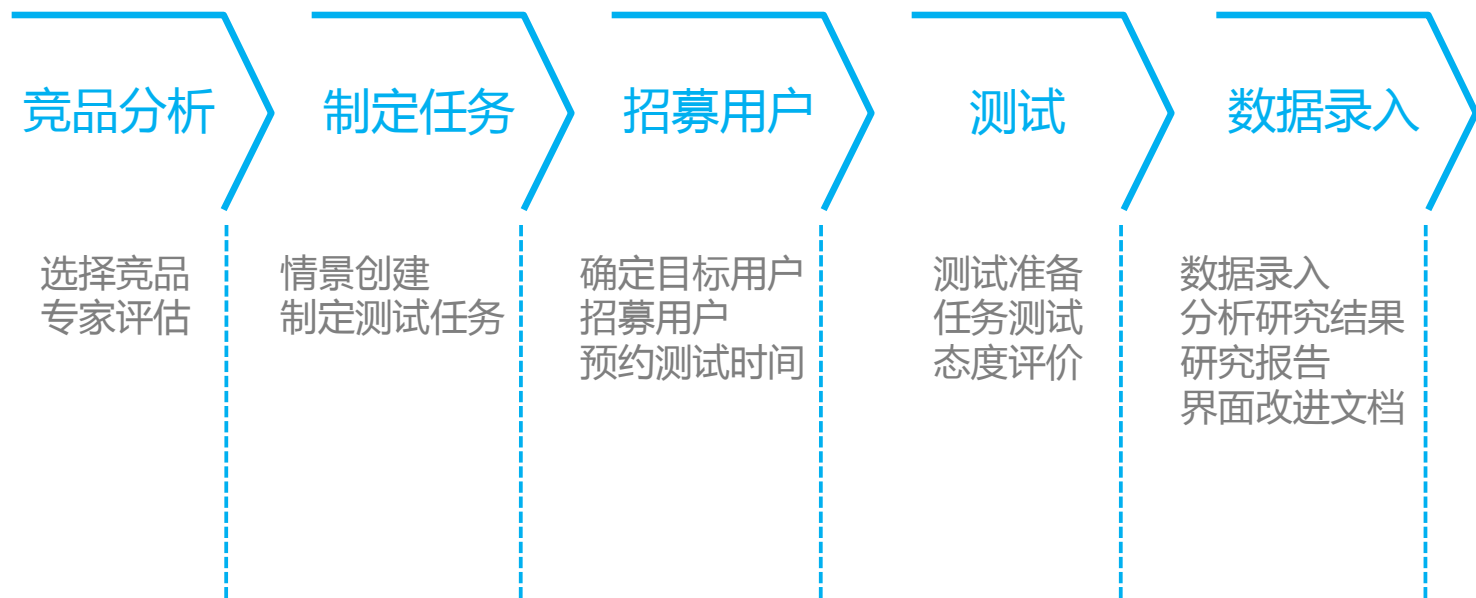 竞品分析
制定任务
招募用户
测试
数据录入
选择竞品
专家评估
情景创建
制定测试任务
确定目标用户
招募用户
预约测试时间
测试准备
任务测试
态度评价
数据录入
分析研究结果
研究报告
界面改进文档